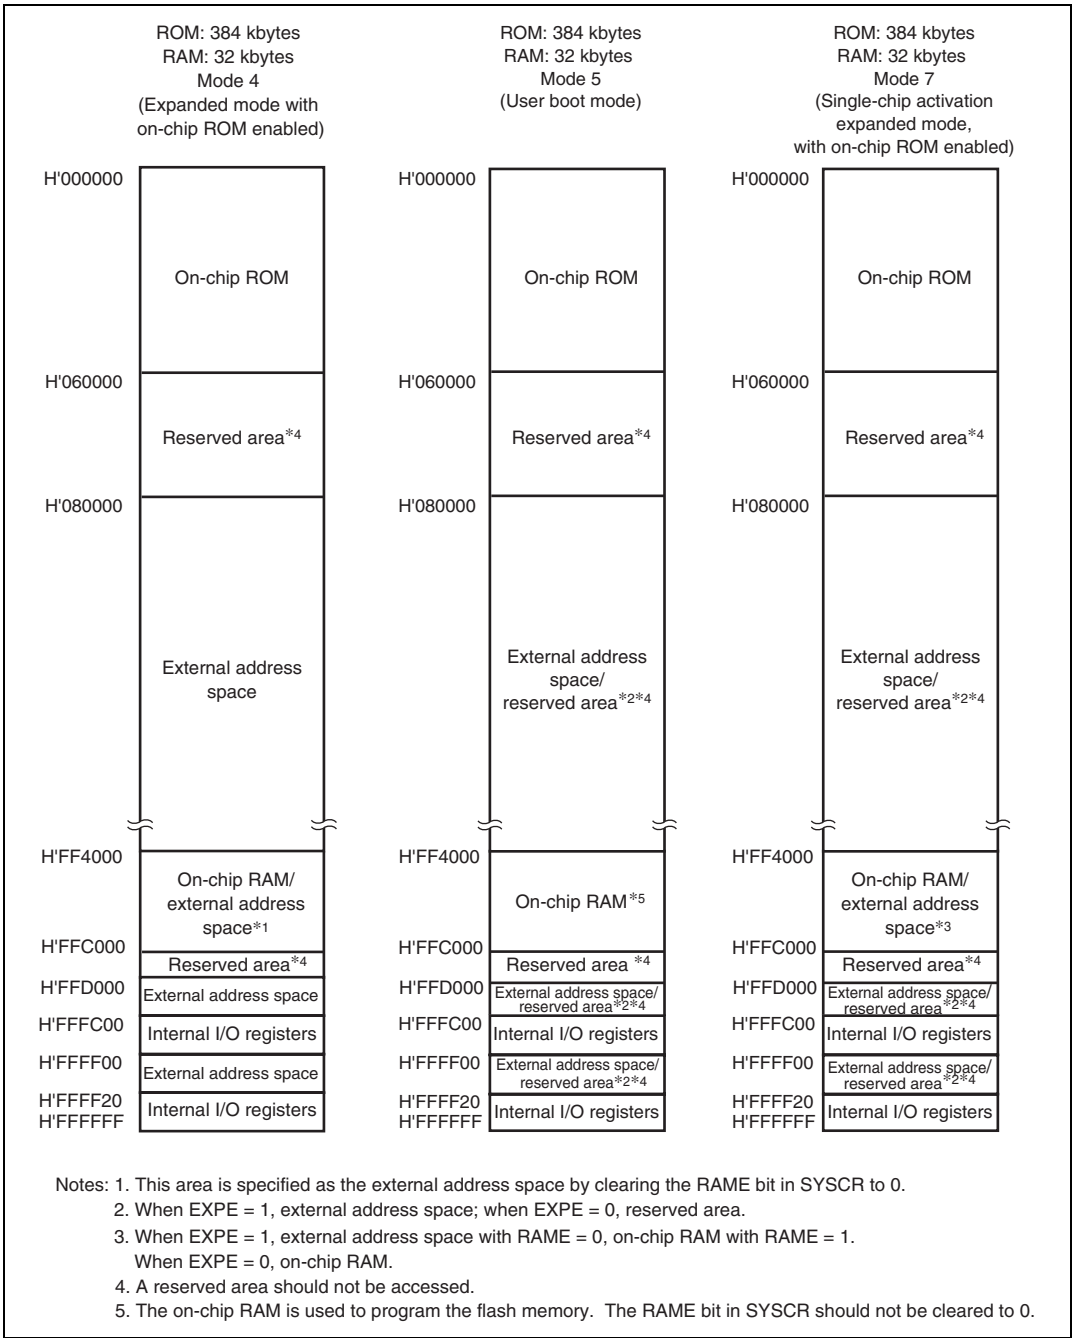 ROM: 384 kbytes
RAM: 32 kbytes
Mode 4
(Expanded mode with
on-chip ROM enabled)
H'000000
On-chip ROM
H'060000
Reserved area*4
H'080000
External address
space
H'FF4000
On-chip RAM/
external address
space*1
H'FFC000
Reserved area*4
H'FFD000
External address space
H'FFFC00
Internal I/O registers
H'FFFF00
External address space
H'FFFF20
Internal I/O registers
H'FFFFFF
ROM: 384 kbytes
RAM: 32 kbytes
Mode 5
(User boot mode)
H'000000
On-chip ROM
H'060000
Reserved area*4
H'080000
External address
space/
reserved area*2*4
H'FF4000
On-chip RAM*5
H'FFC000
Reserved area *4
H'FFD000
External address space/
reserved area*2*4
H'FFFC00
Internal I/O registers
H'FFFF00
External address space/
reserved area*2*4
H'FFFF20
Internal I/O registers
H'FFFFFF
ROM: 384 kbytes
RAM: 32 kbytes
Mode 7
(Single-chip activation
expanded mode,
with on-chip ROM enabled)
H'000000
On-chip ROM
H'060000
Reserved area*4
H'080000
External address
space/
reserved area*2*4
H'FF4000
On-chip RAM/
external address
space*3
H'FFC000
Reserved area*4
H'FFD000
External address space/
reserved area*2*4
H'FFFC00
Internal I/O registers
H'FFFF00
External address space/
reserved area*2*4
H'FFFF20
Internal I/O registers
H'FFFFFF
Notes: 1. This area is specified as the external address space by clearing the RAME bit in SYSCR to 0.
2. When EXPE = 1, external address space; when EXPE = 0, reserved area.
3. When EXPE = 1, external address space with RAME = 0, on-chip RAM with RAME = 1.
When EXPE = 0, on-chip RAM.
4. A reserved area should not be accessed.
5. The on-chip RAM is used to program the flash memory. The RAME bit in SYSCR should not be cleared to 0.